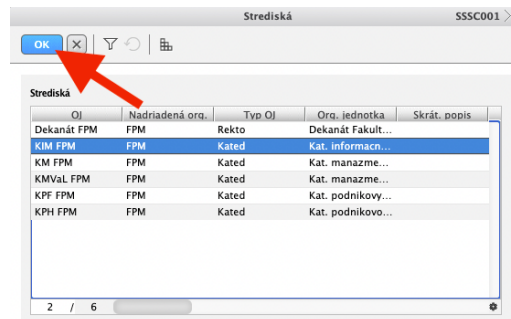 Strediská SSSC001
OK
Strediská
OJ Nadriadená org. Typ OJ Org. jednotka Skrát. popis
Dekanát FPM FPM Rekto Dekanát Fakult...
KIM FPM FPM Kated Kat. informacn...
KM FPM FPM Kated Kat. manazme...
KMVaL FPM FPM Kated Kat. manazme...
KPF FPM FPM Kated Kat. podnikovy...
KPH FPM FPM Kated Kat. podnikovo...
2 / 6